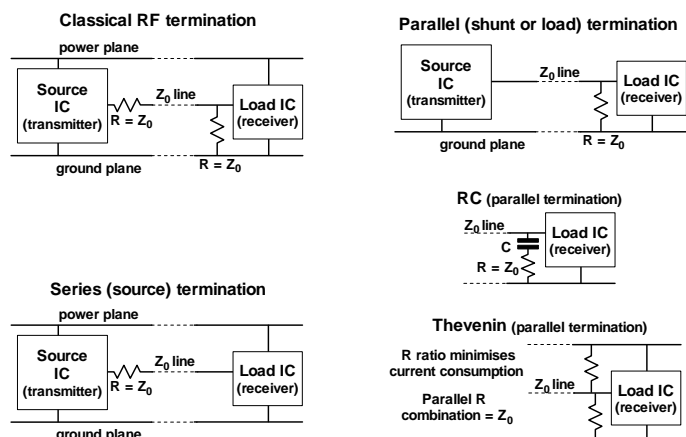 Classical RF termination
power plane
Source
IC
(transmitter)
R = Z0
Z0 line
Load IC
(receiver)
R = Z0
ground plane
Parallel (shunt or load) termination
Source
IC
(transmitter)
Z0 line
Load IC
(receiver)
ground plane
R = Z0
RC (parallel termination)
Z0 line
C
R = Z0
Load IC
(receiver)
Series (source) termination
power plane
Source
IC
(transmitter)
R = Z0
Z0 line
Load IC
(receiver)
ground plane
Thevenin (parallel termination)
R ratio minimises
current consumption
Z0 line
Parallel R
combination = Z0
Load IC
(receiver)